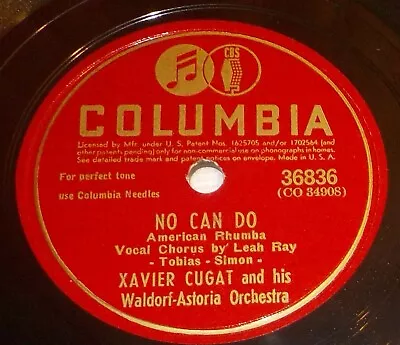 CBS
COLUMBIA
Licensed by Mfr. under U. S. Patent Nos. 1625705 and/or 1702564 (and
other patents pending) only for non-commercial use on phonographs in homes.
See detailed trade mark and patent notices on envelope. Made in U. S. A.
For perfect tone
use Columbia Needles
36836
(CO 34908)
NO CAN DO
American Rhumba
Vocal Chorus by Leah Ray
- Tobias - Simon -
XAVIER CUGAT and his
Waldorf-Astoria Orchestra